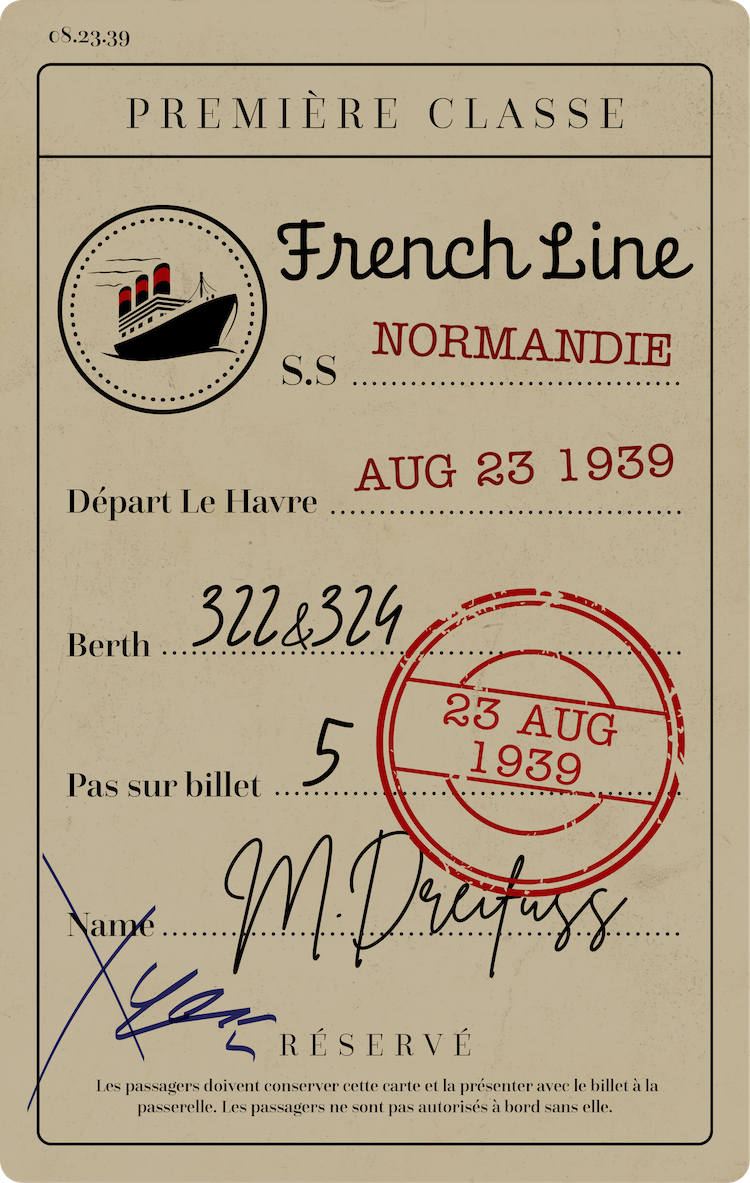 08.23.39
PREMIÈRE CLASSE
French Line
S.S NORMANDIE
Départ Le Havre AUG 23 1939
Berth 322&324
23 AUG
1939
Pas sur billet 5
Name M. Dreifuss
RÉSERVÉ
Les passagers doivent conserver cette carte et la présenter avec le billet à la
passerelle. Les passagers ne sont pas autorisés à bord sans elle.